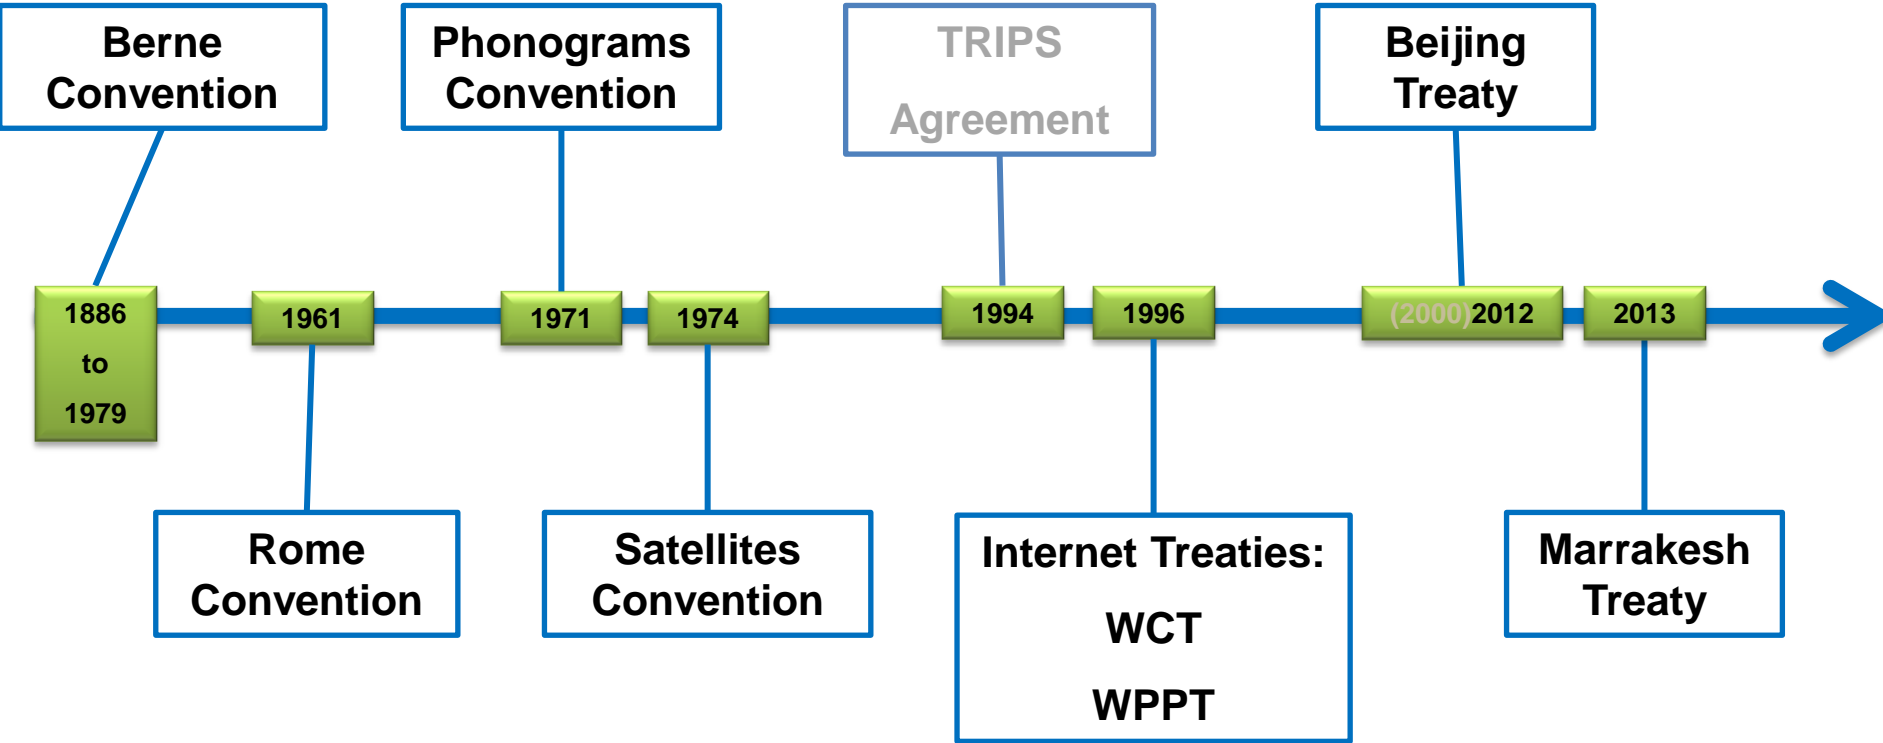 Berne
Convention
Phonograms
Convention
TRIPS
Agreement
Beijing
Treaty
1886
to
1979
1961
1971
1974
1994
1996
(2000)2012
2013
Rome
Convention
Satellites
Convention
Internet Treaties:
WCT
WPPT
Marrakesh
Treaty